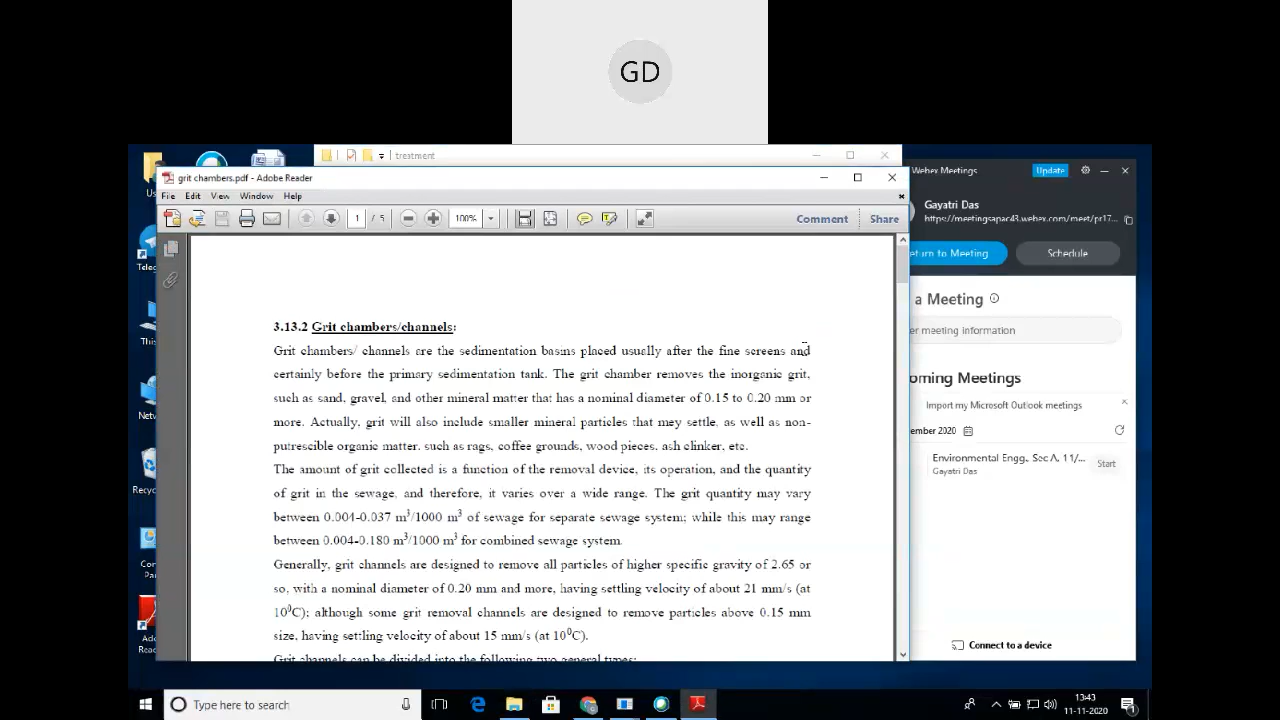 GD
treatment
grit chambers.pdf - Adobe Reader
File Edit View Window Help
1 / 5 100% Comment Share
3.13.2 Grit chambers/channels:
Grit chambers/ channels are the sedimentation basins placed usually after the fine screens and
certainly before the primary sedimentation tank. The grit chamber removes the inorganic grit,
such as sand, gravel, and other mineral matter that has a nominal diameter of 0.15 to 0.20 mm or
more. Actually, grit will also include smaller mineral particles that may settle, as well as non-
putrescible organic matter, such as rags, coffee grounds, wood pieces, ash clinker, etc.
The amount of grit collected is a function of the removal device, its operation, and the quantity
of grit in the sewage, and therefore, it varies over a wide range. The grit quantity may vary
between 0.004-0.037 m³/1000 m³ of sewage for separate sewage system; while this may range
between 0.004-0.180 m³/1000 m³ for combined sewage system.
Generally, grit channels are designed to remove all particles of higher specific gravity of 2.65 or
so, with a nominal diameter of 0.20 mm and more, having settling velocity of about 21 mm/s (at
10⁰C); although some grit removal channels are designed to remove particles above 0.15 mm
size, having settling velocity of about 15 mm/s (at 10⁰C).
Grit channels can be divided into the following two general types:
Webex Meetings
Update
Gayatri Das
https://meetingsapac43.webex.com/meet/pr17...
eturn to Meeting Schedule
a Meeting
er meeting information
oming Meetings
Import my Microsoft Outlook meetings
ember 2020
Environmental Engg., Sec A, 11/...
Gayatri Das
Start
Connect to a device
Us
Teleg
This
Netw
Recyc
Con
Pa
Ado
Read
Type here to search
13:43
11-11-2020
1